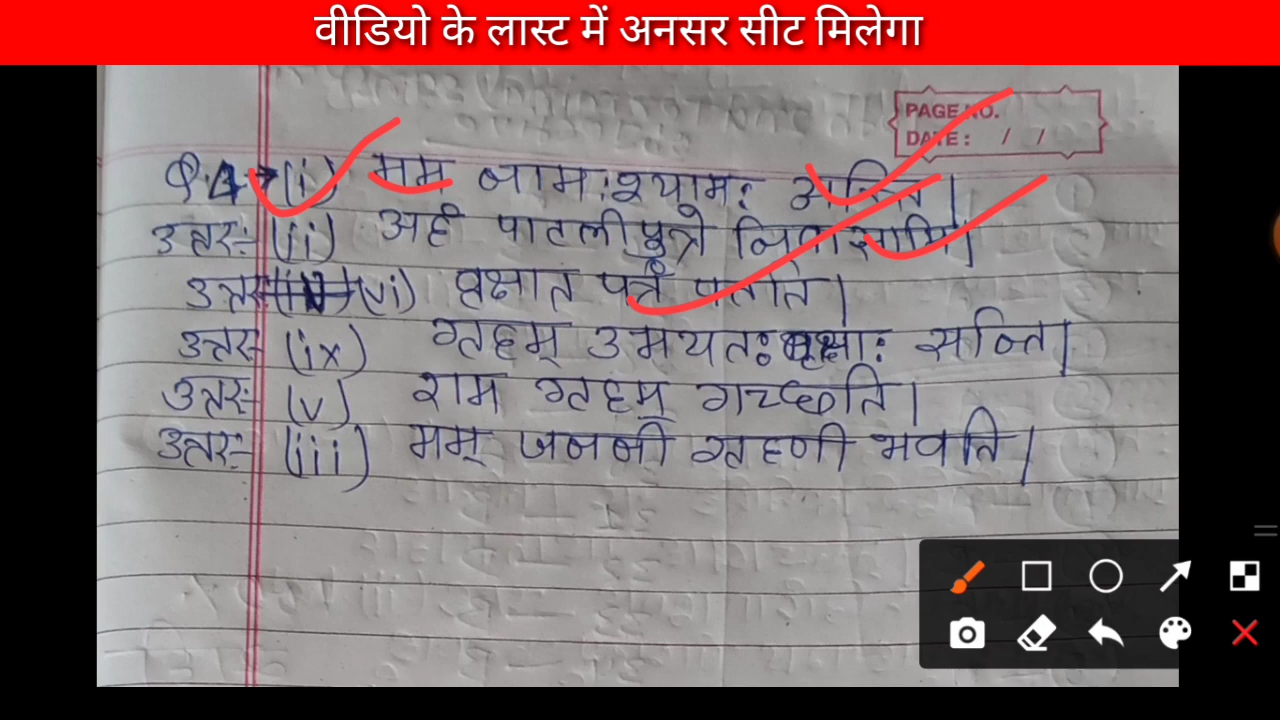 वीडियो के लास्ट में अनसर सीट मिलेगा
PAGE NO.
DATE : / /
Q.4→(i) मम नामःश्यामः अस्ति।
उत्तरः- (ii) अहं पाटलीपुत्रे निवासामि।
उत्तरः- (vi) वृक्षात पत्रं पतति।
उत्तरः- (ix) गृहम् उभयतः वृक्षाः सन्ति।
उत्तरः- (v) राम गृहम् गच्छति।
उत्तरः- (iii) मम् जननी गृहणी भवति।